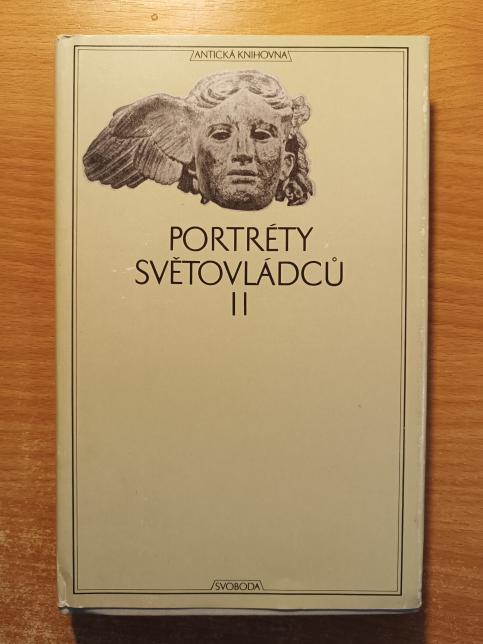 ANTICKÁ KNIHOVNA
PORTRÉTY
SVĚTOVLÁDCŮ
II
SVOBODA